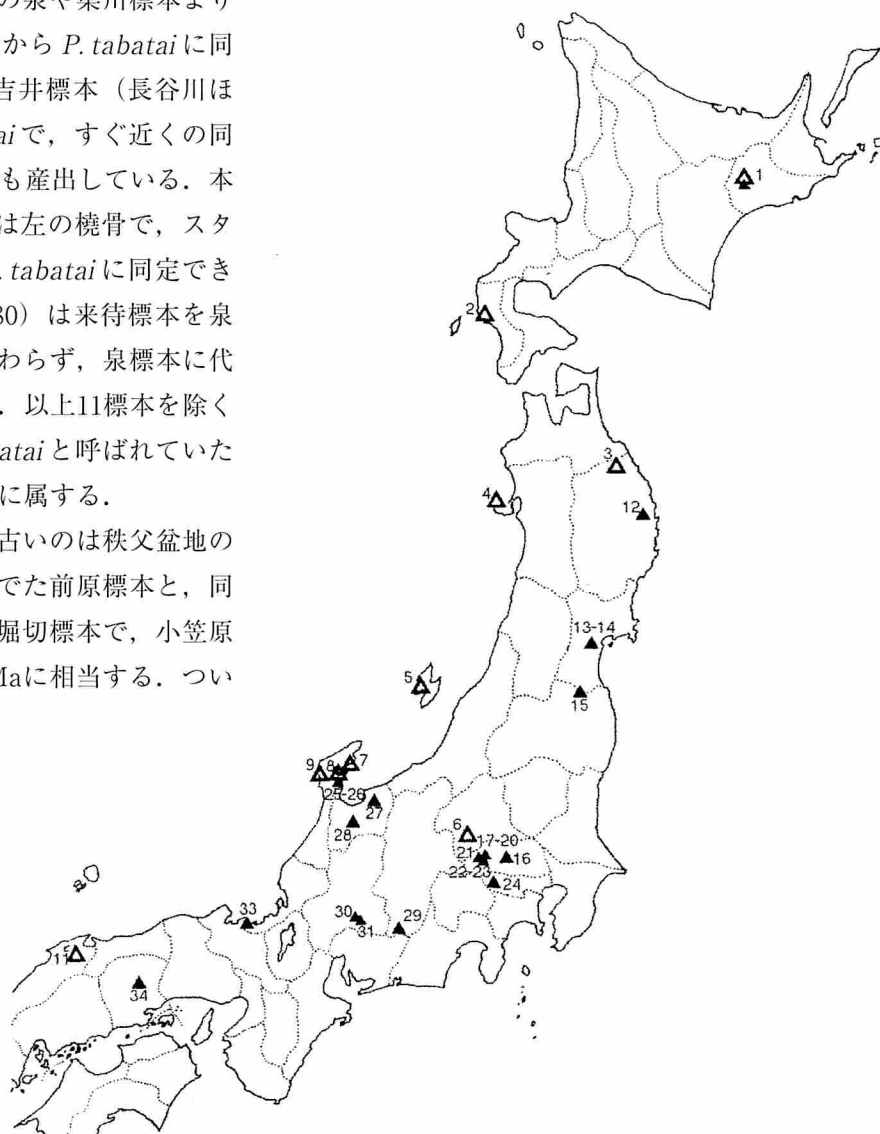 の泉や梁川標本より
から P. tabatai に同
吉井標本（長谷川ほ
aiで，すぐ近くの同
も産出している．本
は左の橈骨で，スタ
. tabatai に同定でき
80）は来待標本を泉
わらず，泉標本に代
．以上11標本を除く
atai と呼ばれていた
に属する．
古いのは秩父盆地の
でた前原標本と，同
堀切標本で，小笠原
Maに相当する．つい
1
2
3
4
12
13-14
5
15
9 8 7
25-26
27
28
6
17-20
21
16
22-23
24
33
30
29
31
11
34